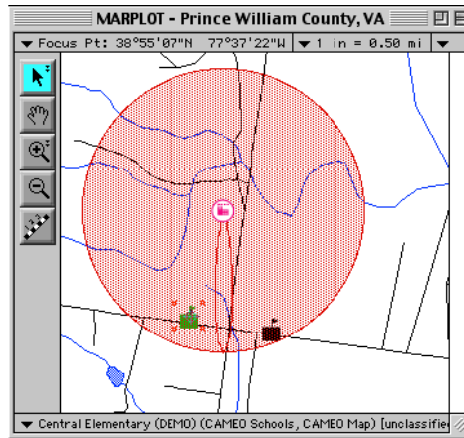 MARPLOT - Prince William County, VA
▼ Focus Pt: 38°55'07"N 77°37'22"W ▼ 1 in = 0.50 mi ▼
▼ Central Elementary (DEMO) (CAMEO Schools, CAMEO Map) [unclassifie